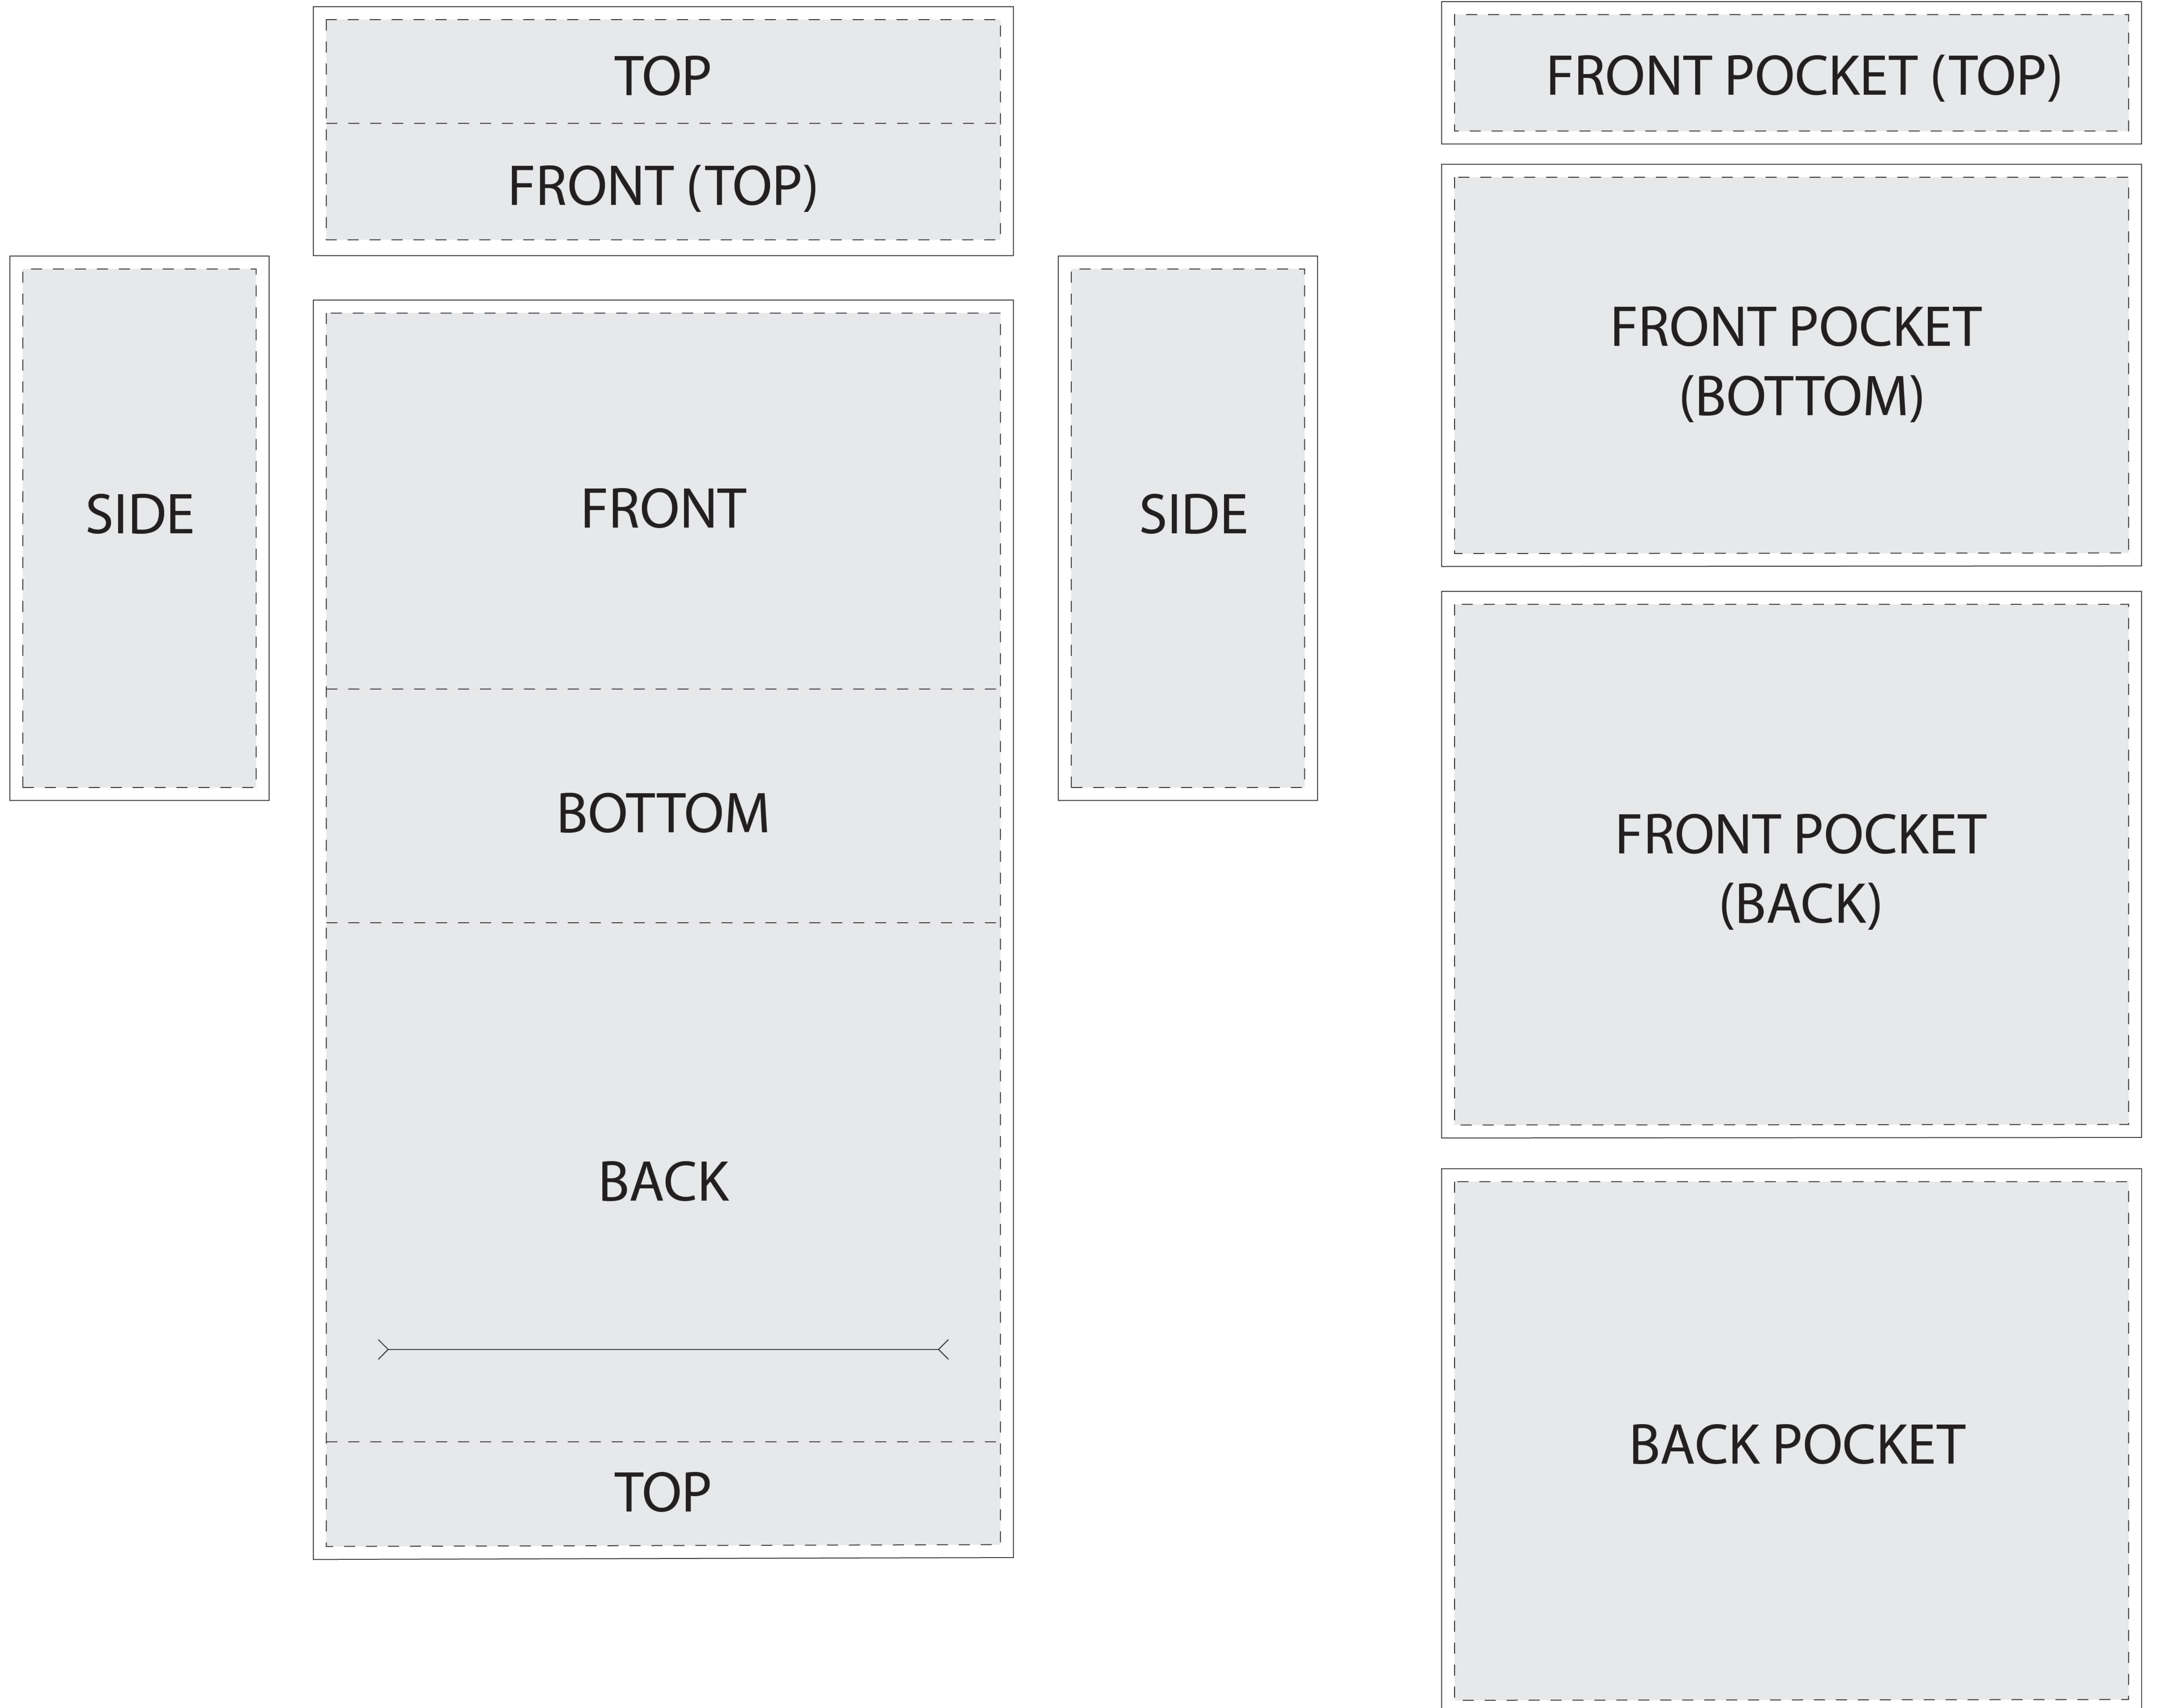 TOP
FRONT (TOP)
SIDE
FRONT
SIDE
BOTTOM
BACK
TOP
FRONT POCKET (TOP)
FRONT POCKET
(BOTTOM)
FRONT POCKET
(BACK)
BACK POCKET